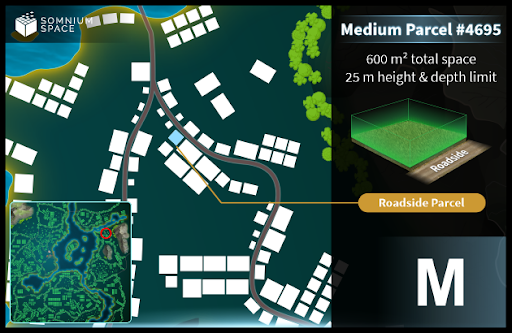 SOMNIUM
SPACE
Medium Parcel #4695
600 m² total space
25 m height & depth limit
Roadside
Roadside Parcel
M